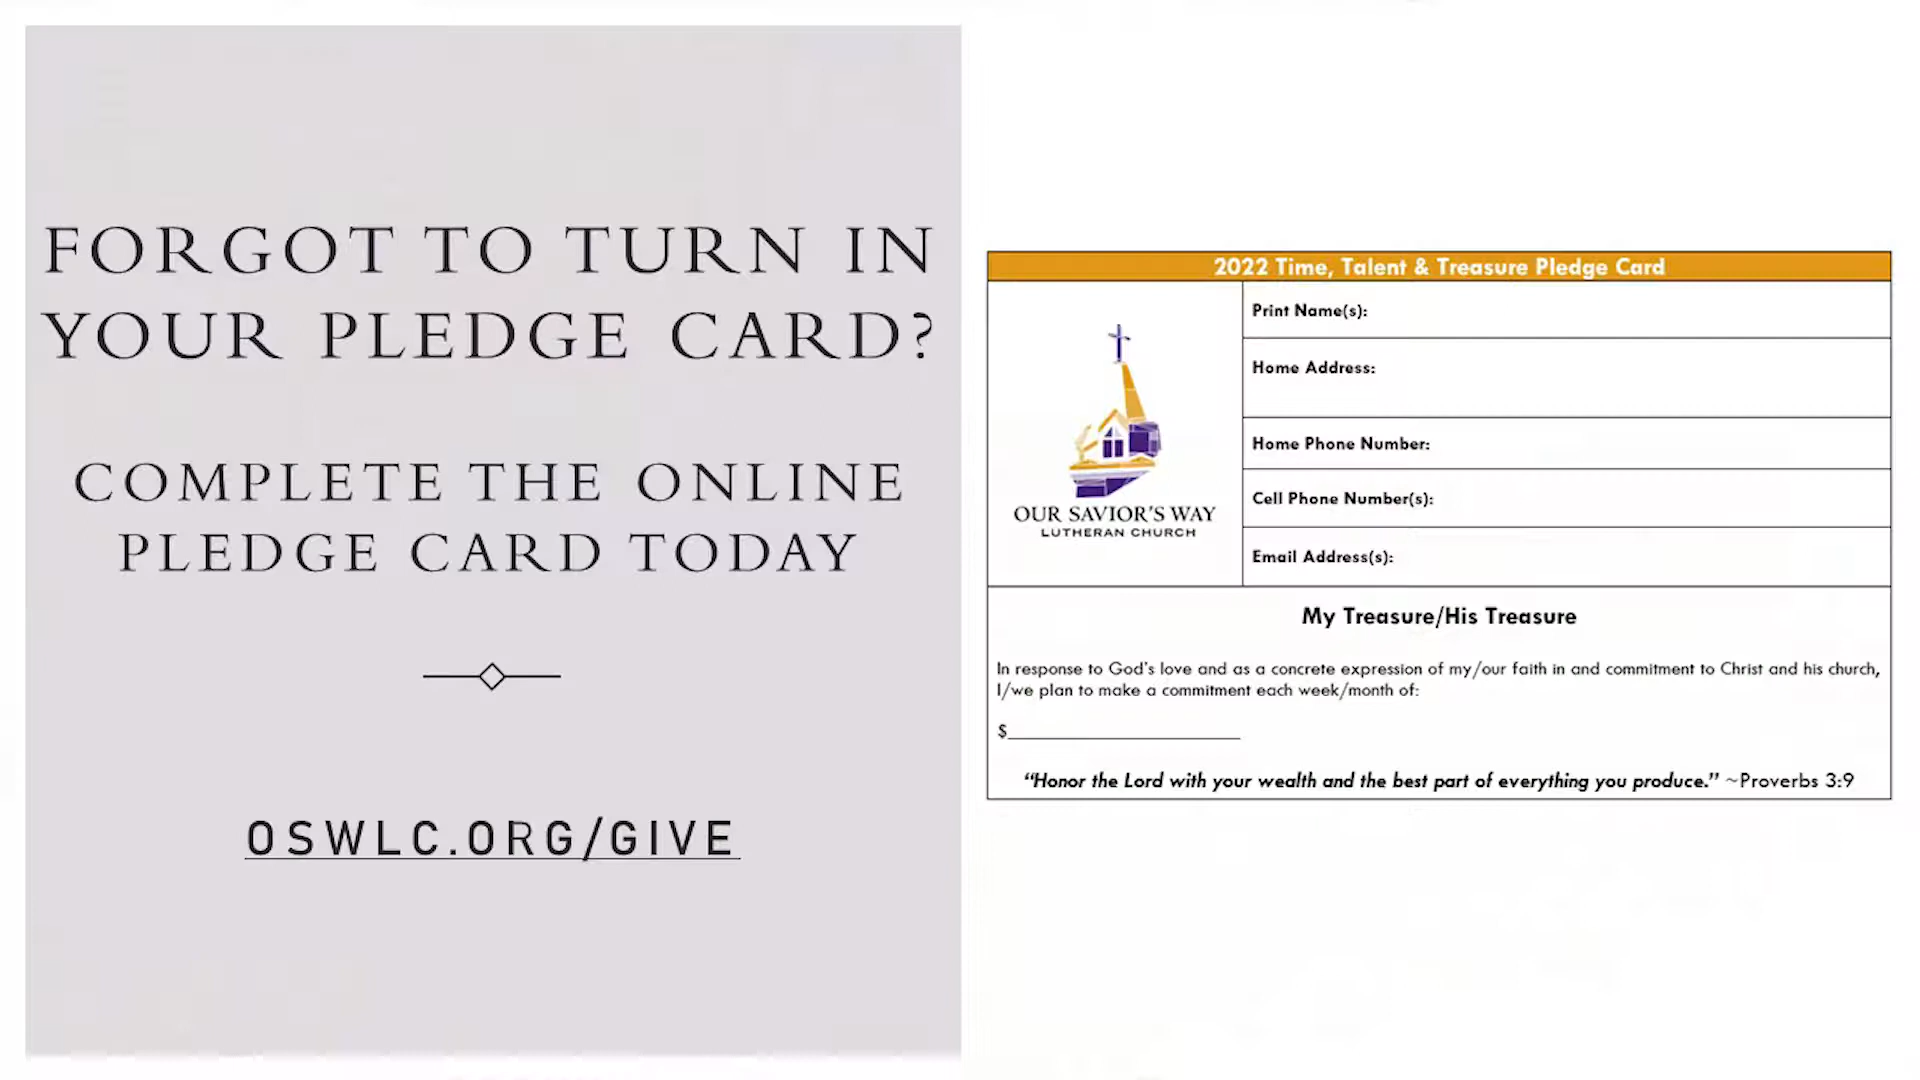 FORGOT TO TURN IN
YOUR PLEDGE CARD?
COMPLETE THE ONLINE
PLEDGE CARD TODAY
OSWLC.ORG/GIVE
2022 Time, Talent & Treasure Pledge Card
OUR SAVIOR'S WAY
LUTHERAN CHURCH
Print Name(s):
Home Address:
Home Phone Number:
Cell Phone Number(s):
Email Address(s):
My Treasure/His Treasure
In response to God's love and as a concrete expression of my/our faith in and commitment to Christ and his church,
I/we plan to make a commitment each week/month of:
$____________________
“Honor the Lord with your wealth and the best part of everything you produce.” ~Proverbs 3:9